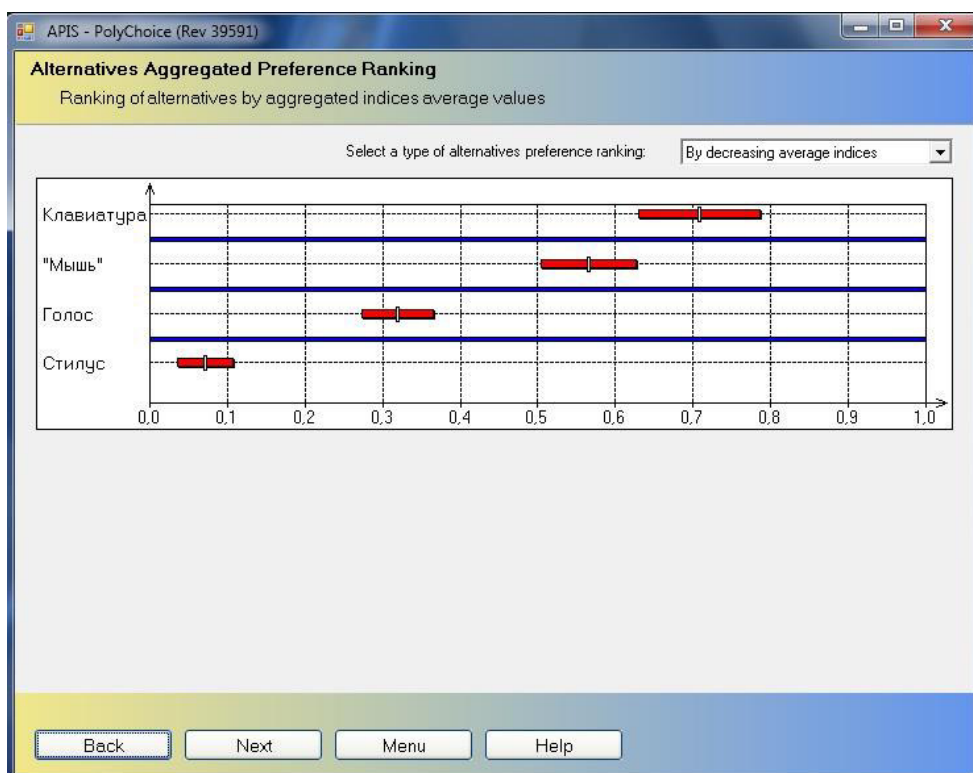 APIS - PolyChoice (Rev 39591)
Alternatives Aggregated Preference Ranking
Ranking of alternatives by aggregated indices average values
Select a type of alternatives preference ranking: By decreasing average indices
Клавиатура
"Мышь"
Голос
Стилус
0,0 0,1 0,2 0,3 0,4 0,5 0,6 0,7 0,8 0,9 1,0
Back Next Menu Help